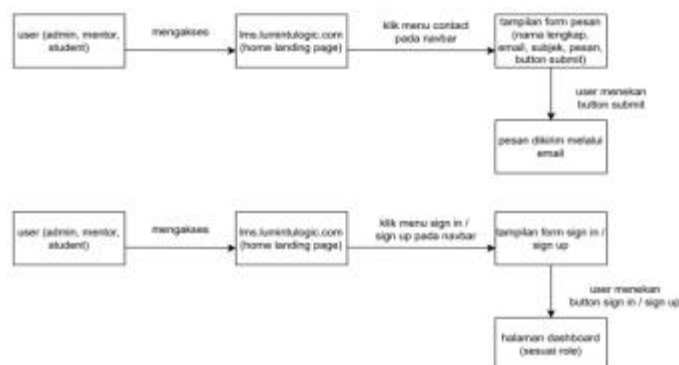 user (admin, mentor,
student)
mengakses
lms.lumintulogic.com
(home landing page)
klik menu contact
pada navbar
tampilan form pesan
(nama lengkap,
email, subjek, pesan,
button submit)
user menekan
button submit
pesan dikirim melalui
email
user (admin, mentor,
student)
mengakses
lms.lumintulogic.com
(home landing page)
klik menu sign in /
sign up pada navbar
tampilan form sign in /
sign up
user menekan
button sign in / sign up
halaman dashboard
(sesuai role)